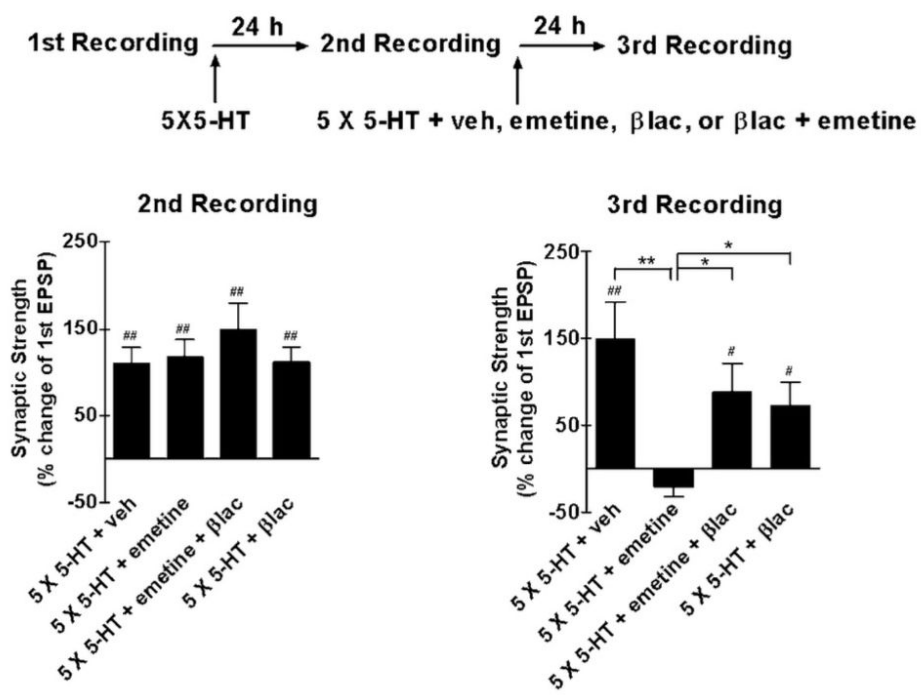 24 h
24 h
1st Recording
2nd Recording
3rd Recording
5X5-HT
5 X 5-HT + veh, emetine, βlac, or βlac + emetine
2nd Recording
Synaptic Strength
(% change of 1st EPSP)
250
150
50
-50
##
##
##
##
5 X 5-HT + veh
5 X 5-HT + emetine
5 X 5-HT + emetine + βlac
5 X 5-HT + βlac
3rd Recording
Synaptic Strength
(% change of 1st EPSP)
250
150
50
-50
**
*
*
##
#
#
5 X 5-HT + veh
5 X 5-HT + emetine
5 X 5-HT + emetine + βlac
5 X 5-HT + βlac